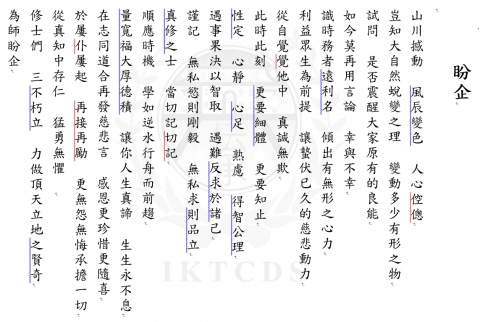 盼企
山川撼動　風辰變色　人心倥傯
豈知大自然蛻變之理　變動多少有形之物
試問　是否震醒大家原有的良能
如今莫再用言論　幸與不幸
識時務者遠利名　傾出有無形之心力
利益眾生為前提　讓蟄伏已久的慈悲動力
從自覺覺他中　真誠無欺
此時此刻　更要細體　更要知止
性定　心靜　心足　熟慮　得智公理
遇事果決以智取　遇難反求於諸己
謹記　無私慾則剛毅　無私求則品立
真修之士　當切記切記
順應時機　學如逆水行舟而前趨
量寬福大厚德積　讓你人生真諦　生生永不息
在志同道合再發慈悲言　感恩更珍惜更隨喜
於屢仆屢起　再接再勵　更無怨無悔承擔一切
從真知中存仁　猛勇無懼
修士們　三不朽立　力做頂天立地之賢奇
為師盼企
IKTCDS